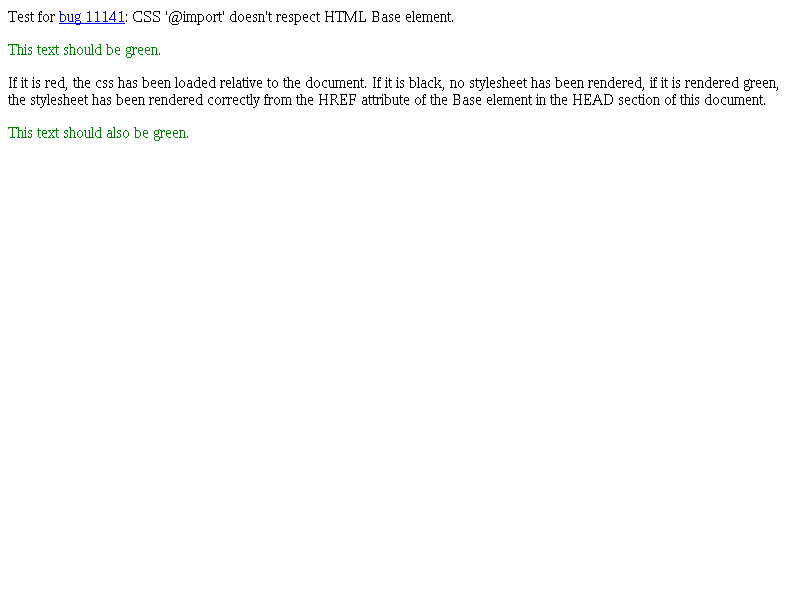 Test for bug 11141: CSS '@import' doesn't respect HTML Base element.
This text should be green.
If it is red, the css has been loaded relative to the document. If it is black, no stylesheet has been rendered, if it is rendered green,
the stylesheet has been rendered correctly from the HREF attribute of the Base element in the HEAD section of this document.
This text should also be green.